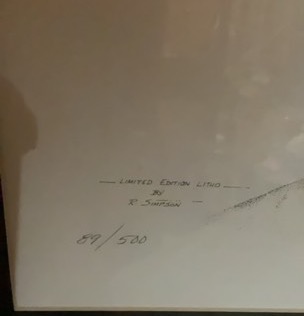 — LIMITED EDITION LITHO —
BY
R. SIMPSON —
89/500